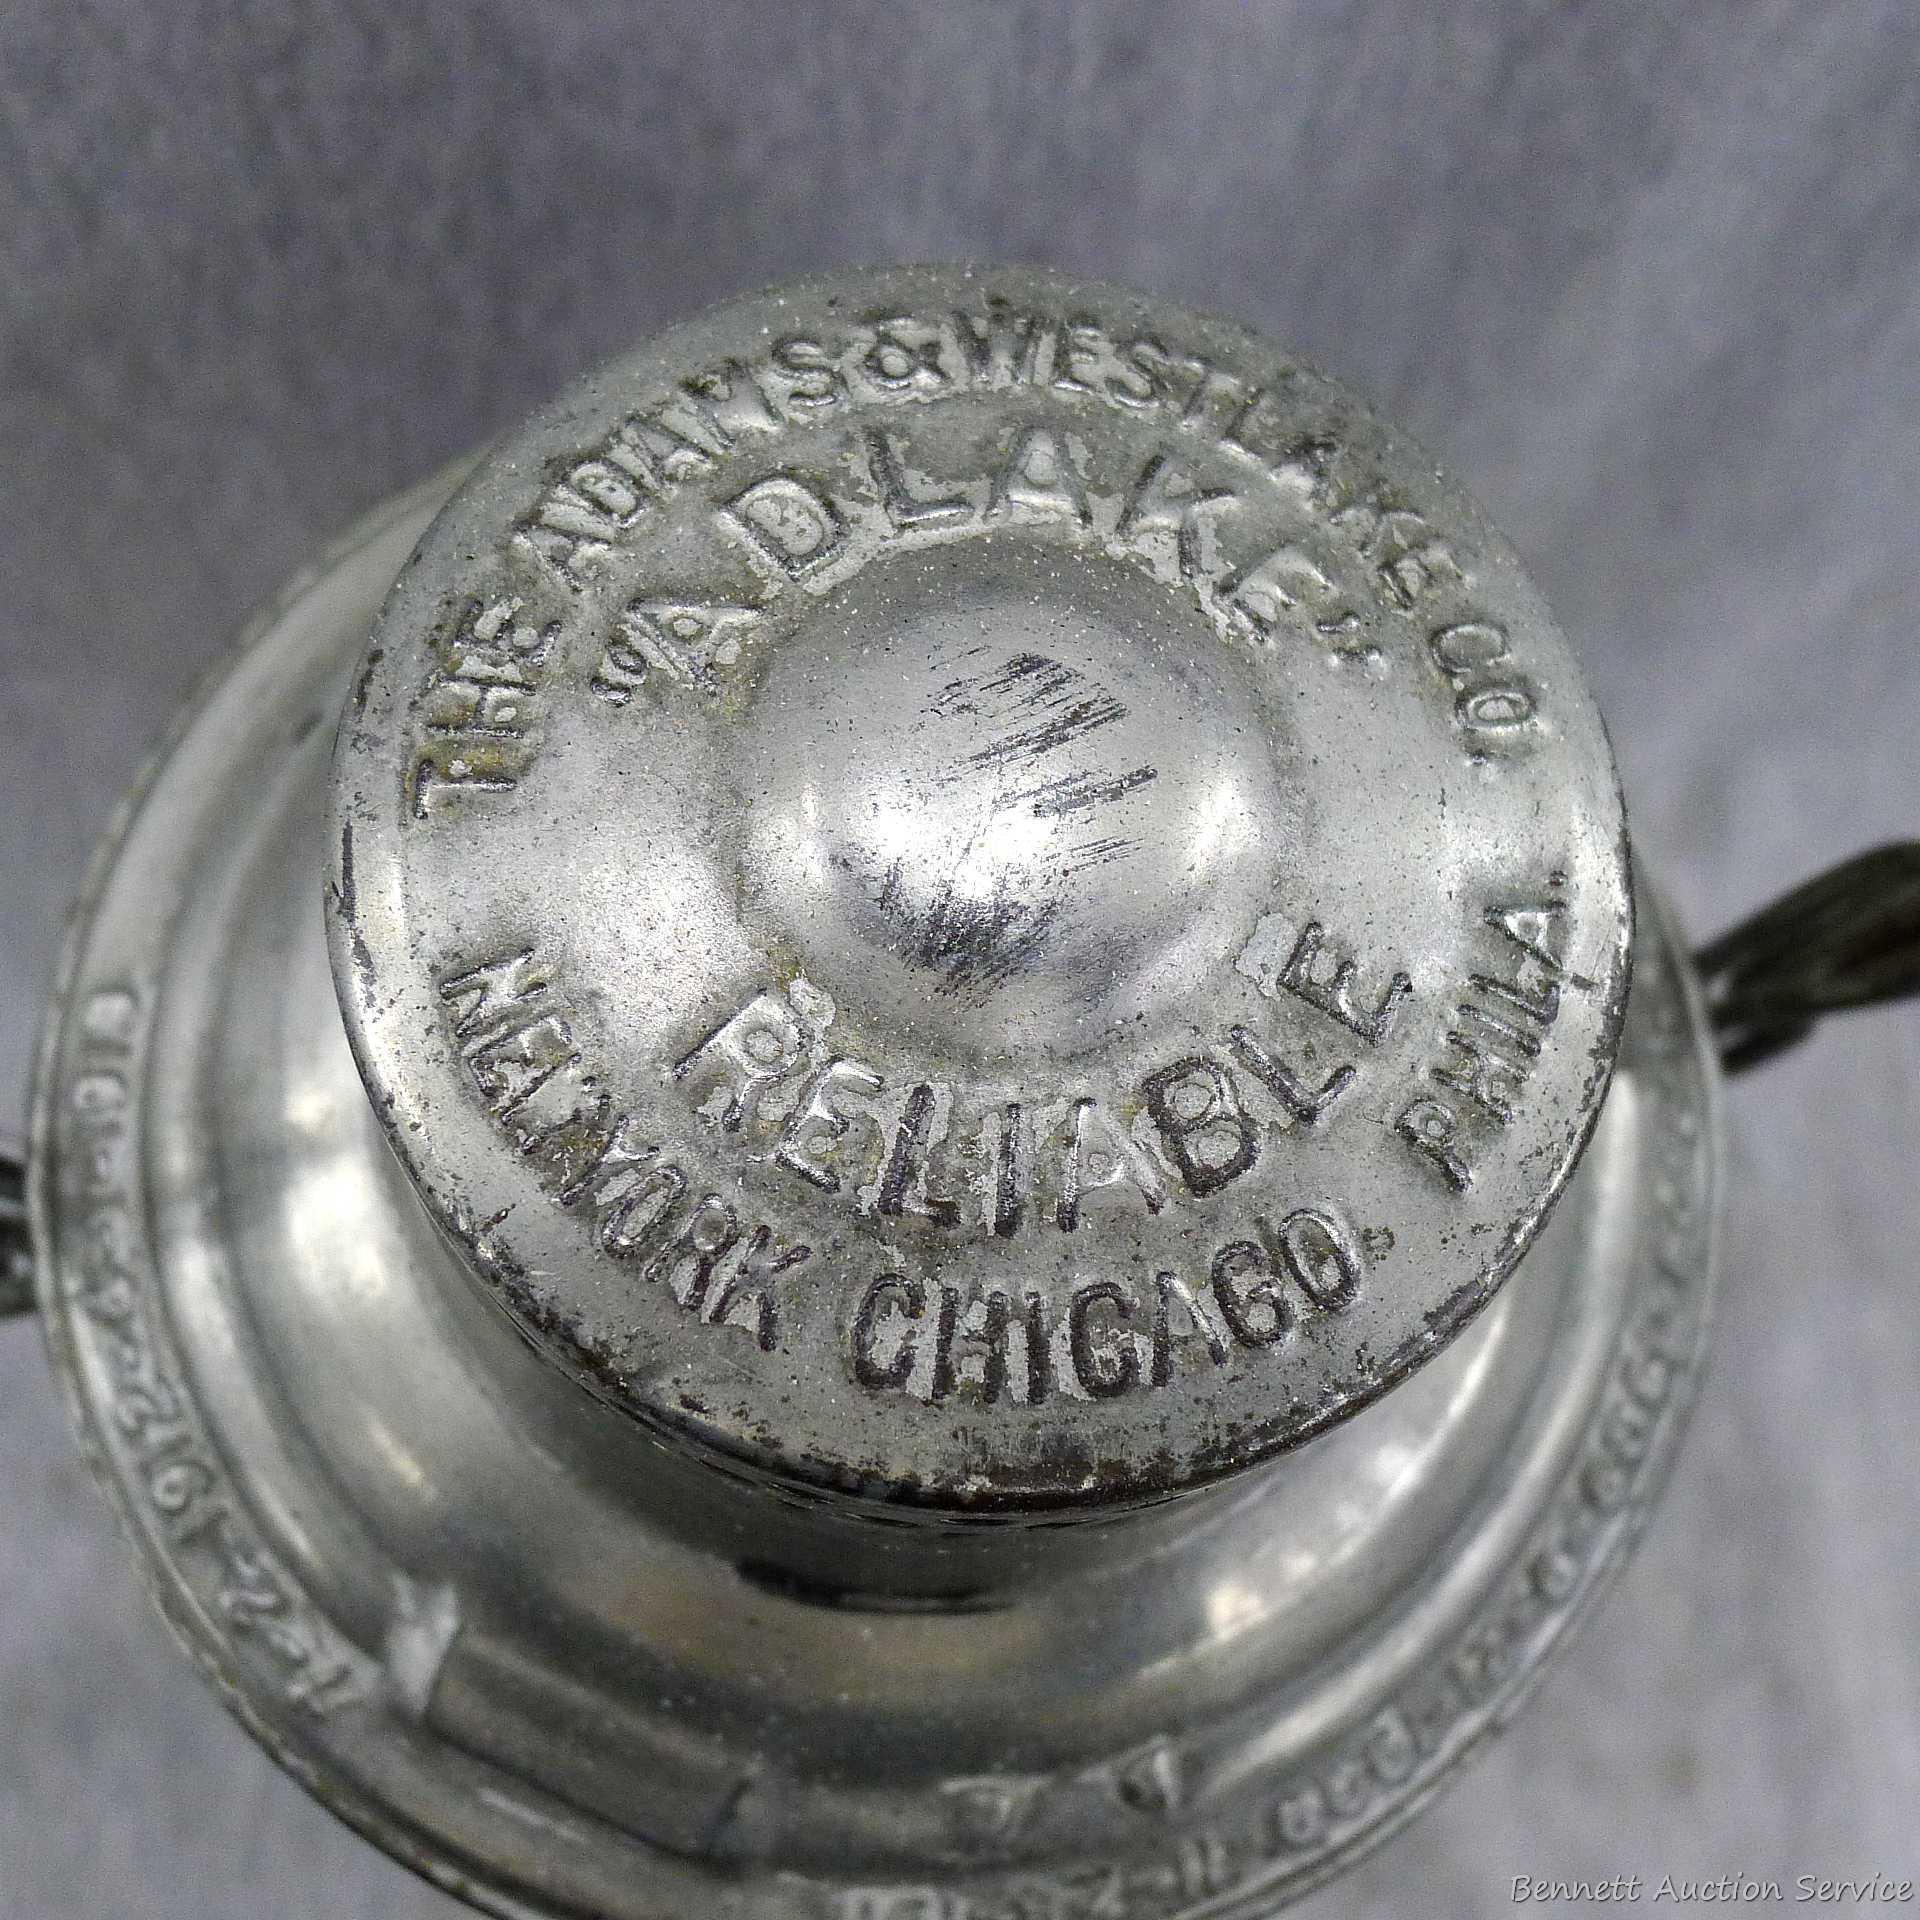 THE ADAMS & WESTLAKE CO
"ADLAKE"
RELIABLE
NEW YORK CHICAGO PHILA.
Bennett Auction Service